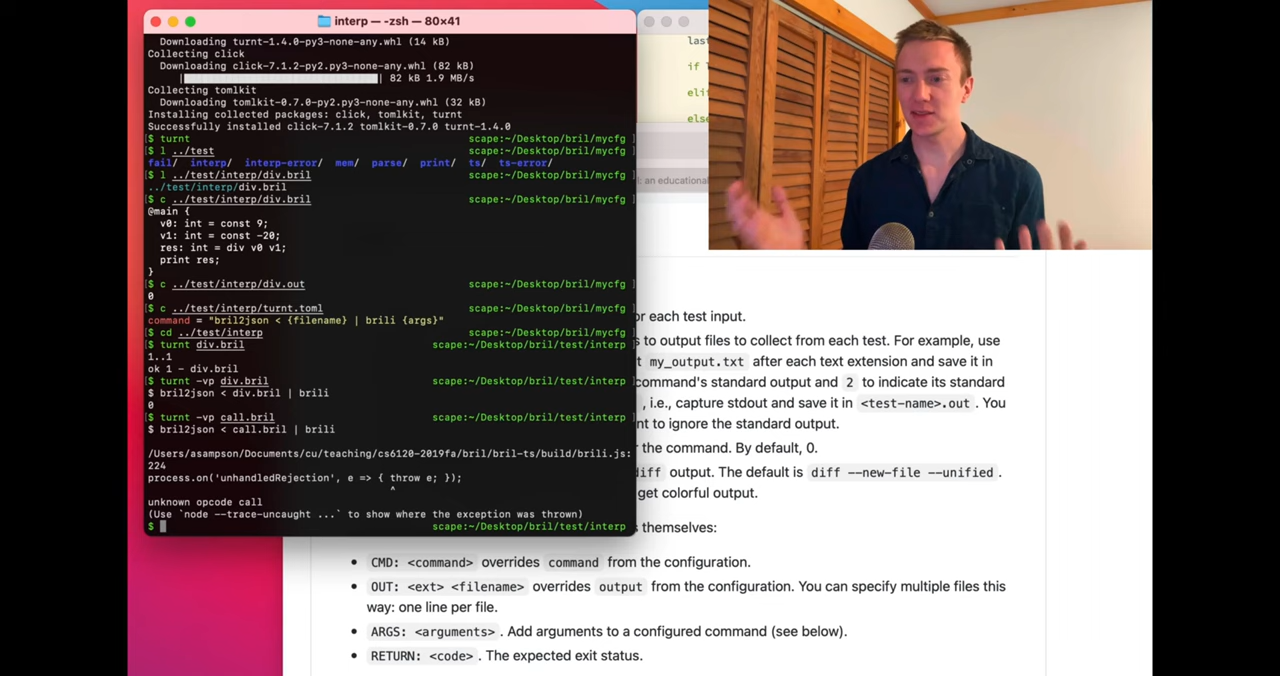 interp — -zsh — 80×41
Downloading turnt-1.4.0-py3-none-any.whl (14 kB)
Collecting click
Downloading click-7.1.2-py2.py3-none-any.whl (82 kB)
| 82 kB 1.9 MB/s
Collecting tomlkit
Downloading tomlkit-0.7.0-py2.py3-none-any.whl (32 kB)
Installing collected packages: click, tomlkit, turnt
Successfully installed click-7.1.2 tomlkit-0.7.0 turnt-1.4.0
$ turnt scape:~/Desktop/bril/mycfg
$ l ../test scape:~/Desktop/bril/mycfg
fail/ interp/ interp-error/ mem/ parse/ print/ ts/ ts-error/
$ l ../test/interp/div.bril scape:~/Desktop/bril/mycfg
../test/interp/div.bril
$ c ../test/interp/div.bril scape:~/Desktop/bril/mycfg
@main {
v0: int = const 9;
v1: int = const -20;
res: int = div v0 v1;
print res;
}
$ c ../test/interp/div.out scape:~/Desktop/bril/mycfg
0
$ c ../test/interp/turnt.toml scape:~/Desktop/bril/mycfg
command = "bril2json < {filename} | brili {args}"
$ cd ../test/interp scape:~/Desktop/bril/mycfg
$ turnt div.bril scape:~/Desktop/bril/test/interp
1..1
ok 1 - div.bril
$ turnt -vp div.bril scape:~/Desktop/bril/test/interp
$ bril2json < div.bril | brili
0
$ turnt -vp call.bril scape:~/Desktop/bril/test/interp
$ bril2json < call.bril | brili
/Users/asampson/Documents/cu/teaching/cs6120-2019fa/bril/bril-ts/build/brili.js:
224
process.on('unhandledRejection', e => { throw e; });
^
unknown opcode call
(Use `node --trace-uncaught ...` to show where the exception was thrown)
$ scape:~/Desktop/bril/test/interp
las
if
eli
else
: an educational
or each test input.
s to output files to collect from each test. For example, use
t my_output.txt after each text extension and save it in
command's standard output and 2 to indicate its standard
, i.e., capture stdout and save it in <test-name>.out . You
nt to ignore the standard output.
r the command. By default, 0.
diff output. The default is diff --new-file --unified .
get colorful output.
s themselves:
• CMD: <command> overrides command from the configuration.
• OUT: <ext> <filename> overrides output from the configuration. You can specify multiple files this
way: one line per file.
• ARGS: <arguments> . Add arguments to a configured command (see below).
• RETURN: <code> . The expected exit status.